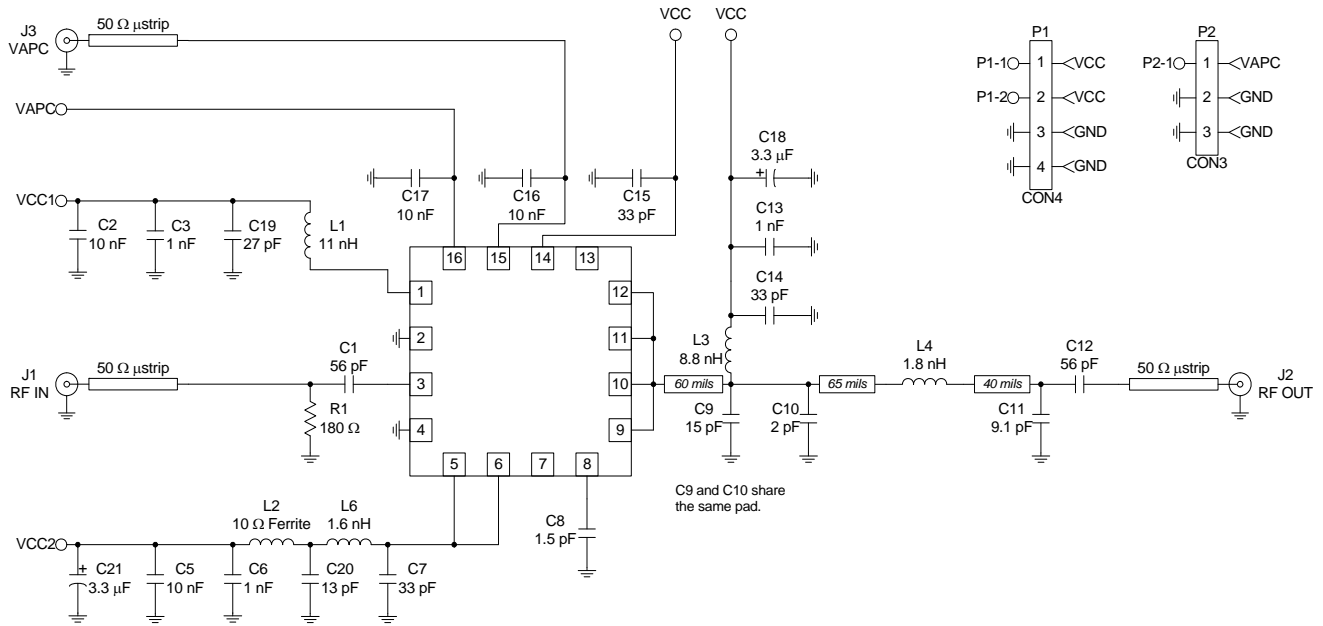 J3
VAPC
50 Ω μstrip
VCC
VCC
P1
P1-1
1
VCC
P1-2
2
VCC
3
GND
4
GND
CON4
P2
P2-1
1
VAPC
2
GND
3
GND
CON3
VAPC
C17
10 nF
C16
10 nF
C15
33 pF
C18
3.3 μF
+
C13
1 nF
C14
33 pF
VCC1
C2
10 nF
C3
1 nF
C19
27 pF
L1
11 nH
16
15
14
13
1
2
3
4
12
11
10
9
5
6
7
8
J1
RF IN
50 Ω μstrip
C1
56 pF
R1
180 Ω
60 mils
L3
8.8 nH
C9
15 pF
C10
2 pF
65 mils
L4
1.8 nH
40 mils
C11
9.1 pF
C12
56 pF
50 Ω μstrip
J2
RF OUT
C9 and C10 share
the same pad.
C8
1.5 pF
VCC2
L2
10 Ω Ferrite
L6
1.6 nH
+
C21
3.3 μF
C5
10 nF
C6
1 nF
C20
13 pF
C7
33 pF